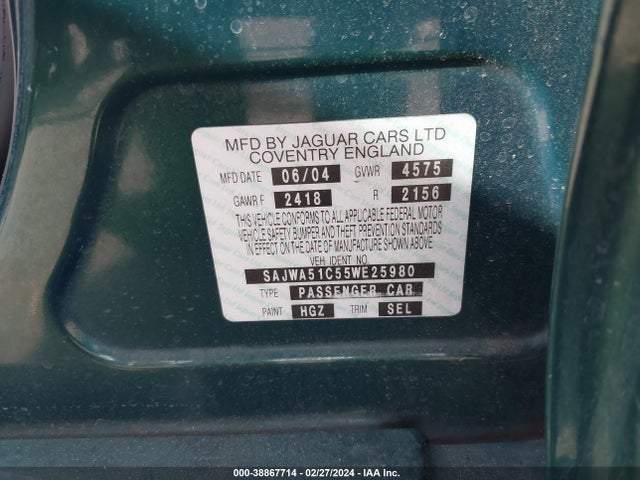 MFD BY JAGUAR CARS LTD
COVENTRY ENGLAND
MFD DATE 06/04 GVWR 4575
GAWR F 2418 R 2156
THIS VEHICLE CONFORMS TO ALL APPLICABLE FEDERAL MOTOR
VEHICLE SAFETY BUMPER AND THEFT PREVENTION STANDARDS
IN EFFECT ON DATE OF MANUFACTURE SHOWN ABOVE.
VEH. IDENT NO.
SAJWA51C55WE25980
TYPE PASSENGER CAR
PAINT HGZ TRIM SEL
000-38867714 / 02/27/2024 / IAA Inc.